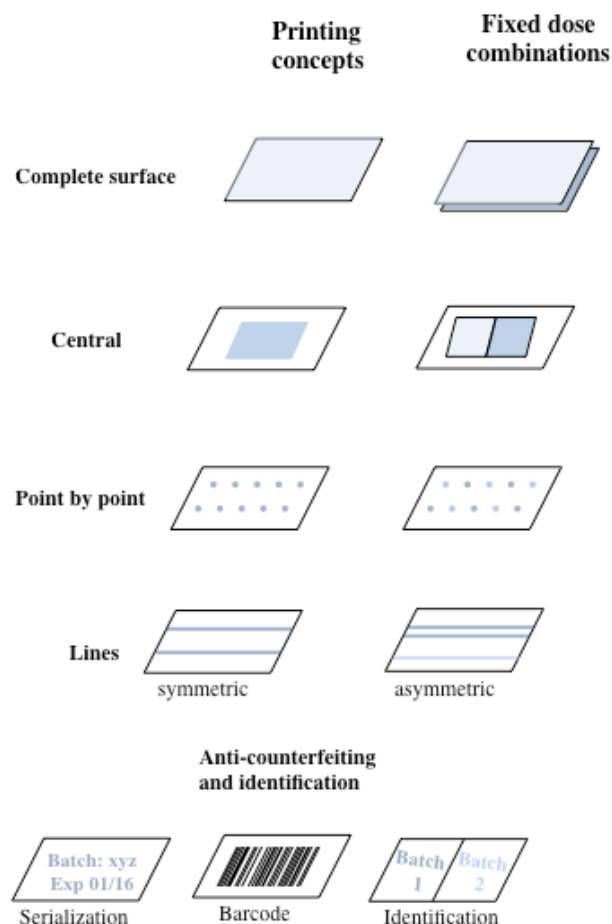 Printing
concepts
Fixed dose
combinations
Complete surface
Central
Point by point
Lines
symmetric
asymmetric
Anti-counterfeiting
and identification
Batch: xyz
Exp 01/16
Batch
1
Batch
2
Serialization
Barcode
Identification